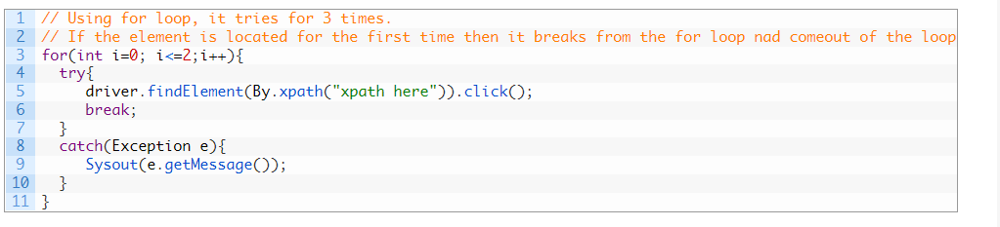 1 // Using for loop, it tries for 3 times.
2 // If the element is located for the first time then it breaks from the for loop nad comeout of the loop
3 for(int i=0; i<=2;i++){
4 try{
5 driver.findElement(By.xpath("xpath here")).click();
6 break;
7 }
8 catch(Exception e){
9 Sysout(e.getMessage());
10 }
11 }